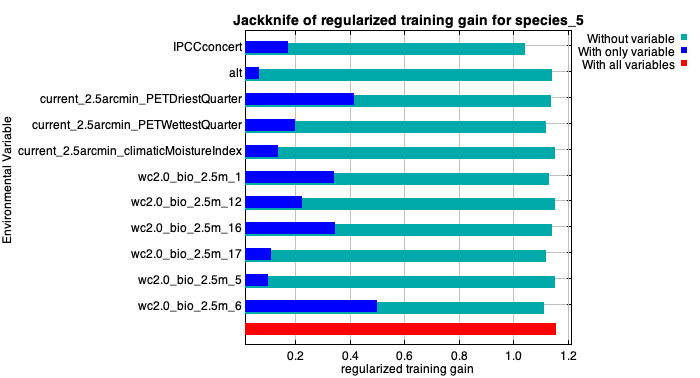 Jackknife of regularized training gain for species_5
Without variable
With only variable
With all variables
Environmental Variable
IPCCconcert
alt
current_2.5arcmin_PETDriestQuarter
current_2.5arcmin_PETWettestQuarter
current_2.5arcmin_climaticMoistureIndex
wc2.0_bio_2.5m_1
wc2.0_bio_2.5m_12
wc2.0_bio_2.5m_16
wc2.0_bio_2.5m_17
wc2.0_bio_2.5m_5
wc2.0_bio_2.5m_6
0.2 0.4 0.6 0.8 1.0 1.2
regularized training gain